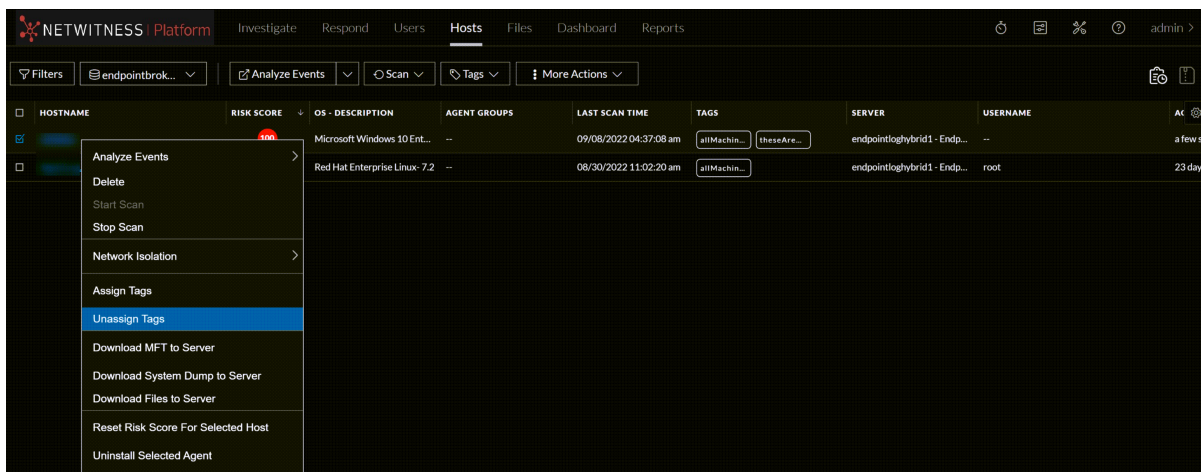 NETWITNESS Platform Investigate Respond Users Hosts Files Dashboard Reports admin
Filters endpointbrok... Analyze Events Scan Tags More Actions
HOSTNAME RISK SCORE OS - DESCRIPTION AGENT GROUPS LAST SCAN TIME TAGS SERVER USERNAME AC
100 Microsoft Windows 10 Ent... -- 09/08/2022 04:37:08 am allMachin... theseAre... endpointloghybrid1 - Endp... -- a few s
Red Hat Enterprise Linux- 7.2 -- 08/30/2022 11:02:20 am allMachin... endpointloghybrid1 - Endp... root 23 day
Analyze Events
Delete
Start Scan
Stop Scan
Network Isolation
Assign Tags
Unassign Tags
Download MFT to Server
Download System Dump to Server
Download Files to Server
Reset Risk Score For Selected Host
Uninstall Selected Agent